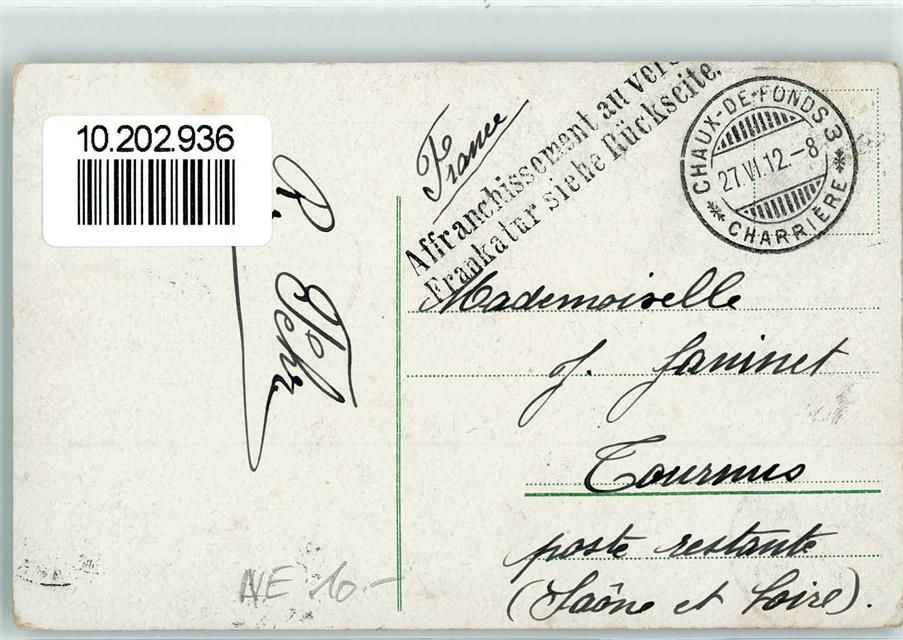 10.202.936
R. Fehr
France
Affranchissement au vers
Frankatur siehe Rückseite.
CHAUX-DE-FONDS 3
27.VI.12.-8
CHARRIÈRE
Mademoiselle
J. Janinet
Tournus
poste restante
(Saône et Loire).
NE 16.-